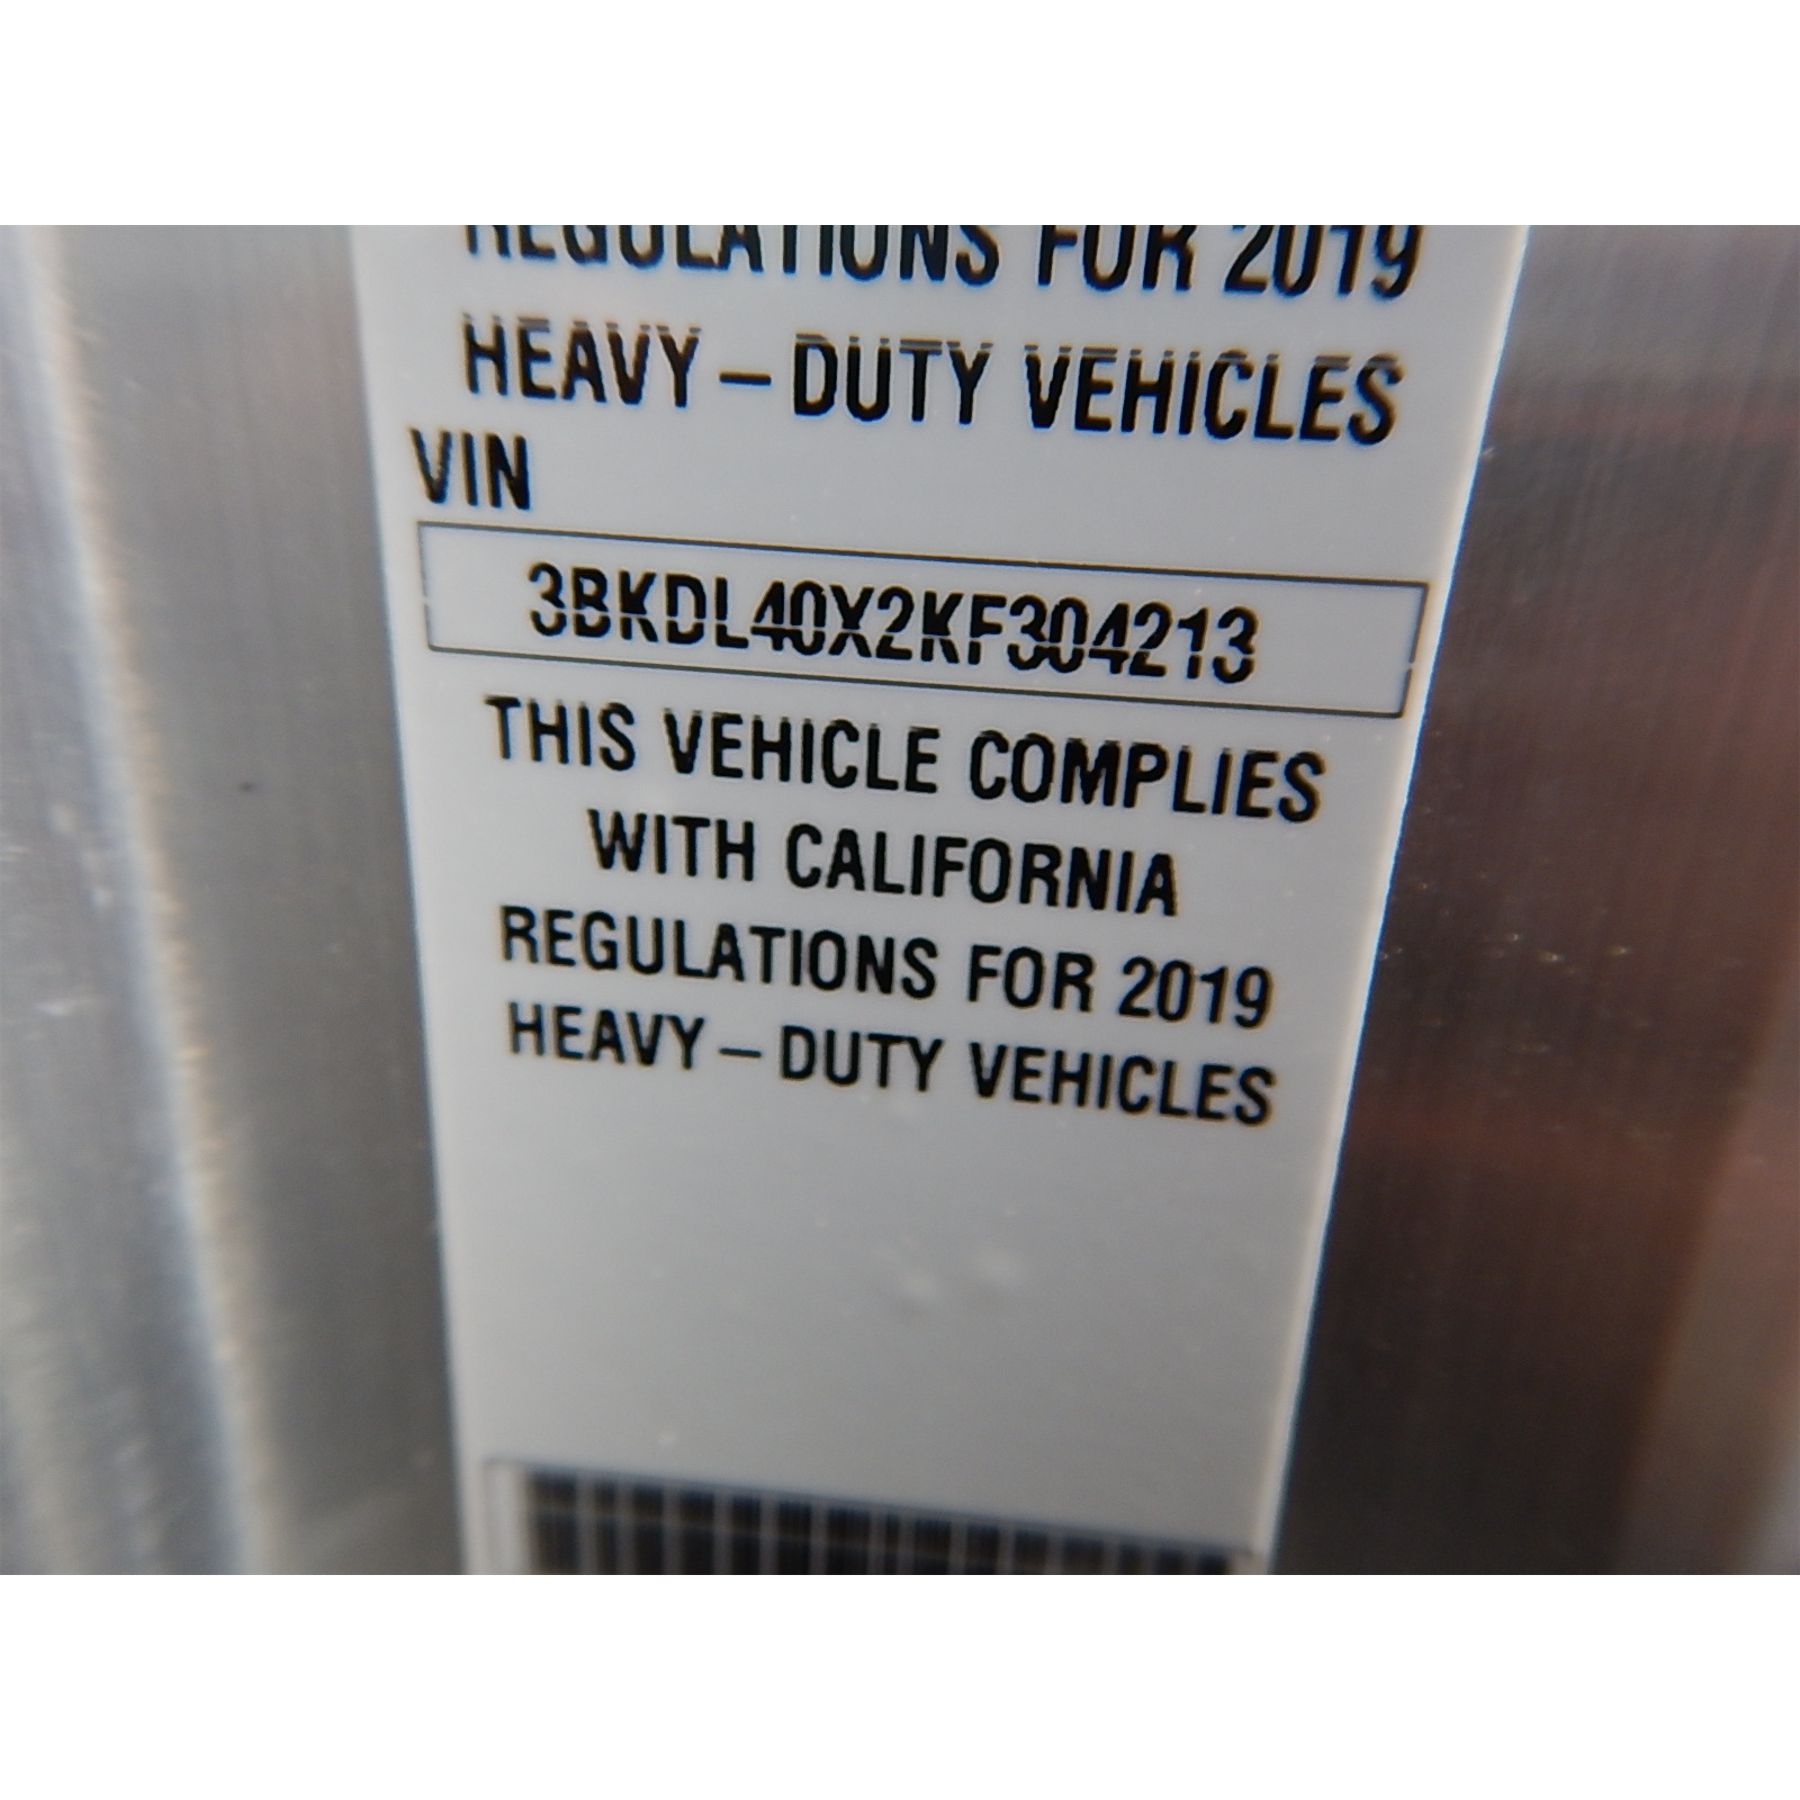 REGULATIONS FOR 2019
HEAVY – DUTY VEHICLES
VIN
3BKDL40X2KF304213
THIS VEHICLE COMPLIES
WITH CALIFORNIA
REGULATIONS FOR 2019
HEAVY – DUTY VEHICLES